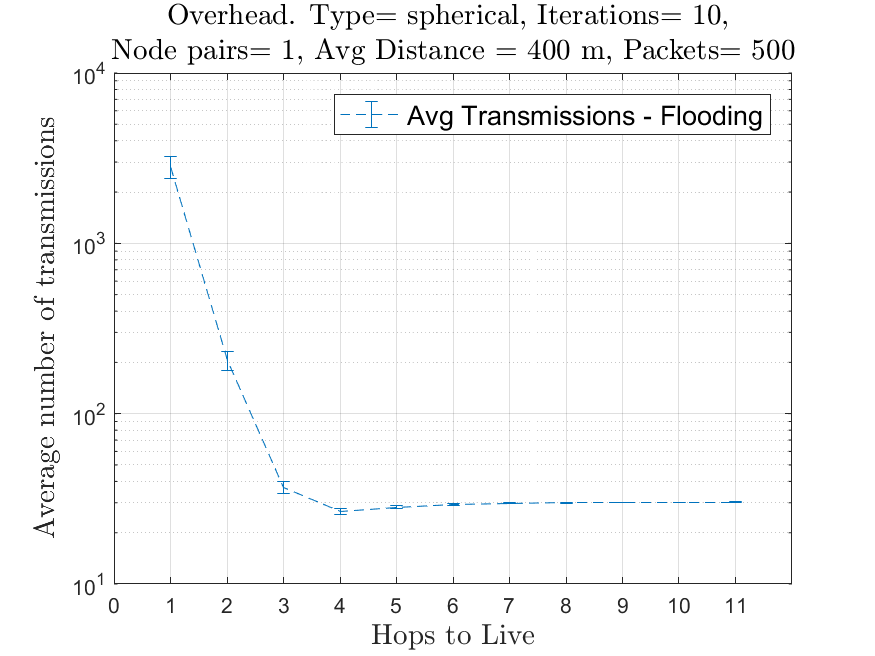 Overhead. Type= spherical, Iterations= 10,
Node pairs= 1, Avg Distance = 400 m, Packets= 500
Avg Transmissions - Flooding
Average number of transmissions
10^4
10^3
10^2
10^1
0 1 2 3 4 5 6 7 8 9 10 11
Hops to Live